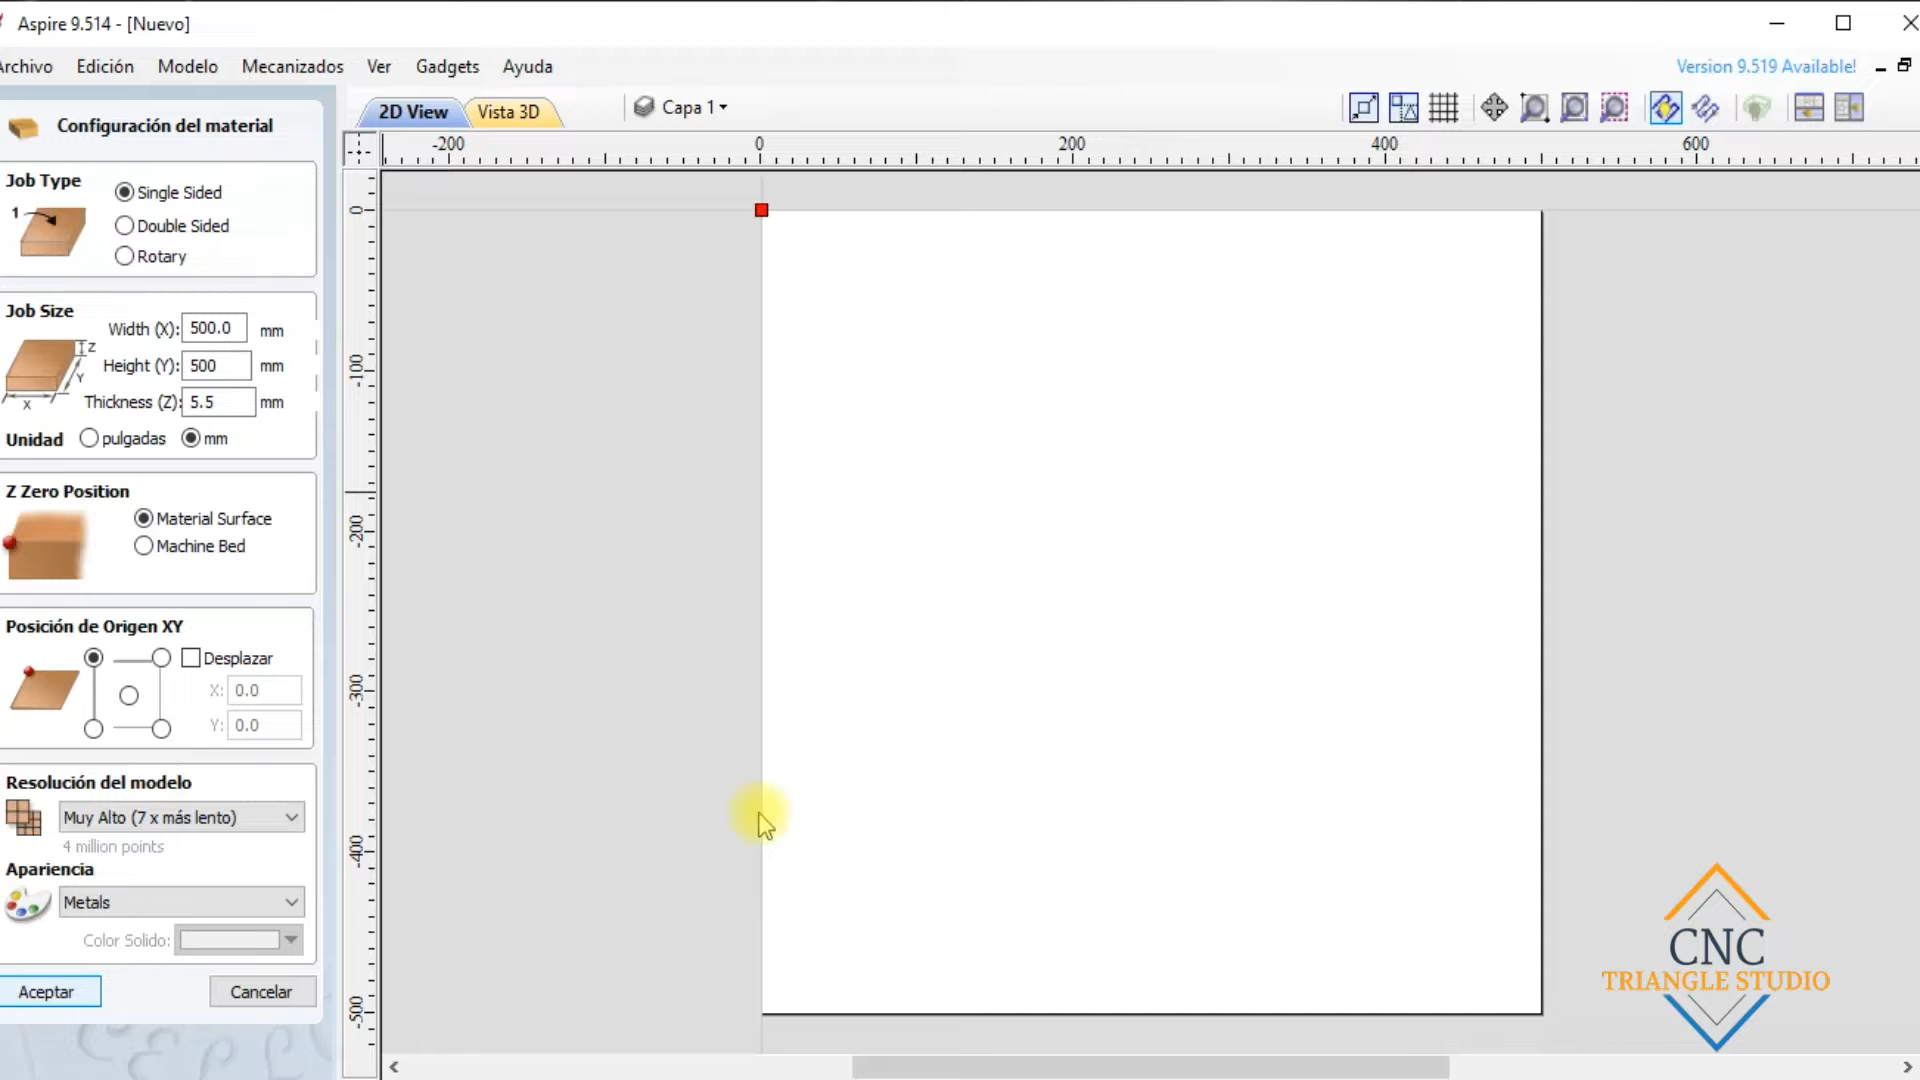 Aspire 9.514 - [Nuevo]
Archivo Edición Modelo Mecanizados Ver Gadgets Ayuda
Version 9.519 Available!
2D View Vista 3D Capa 1
Configuración del material
Job Type
1
Single Sided
Double Sided
Rotary
Job Size
Width (X): 500.0 mm
Height (Y): 500 mm
Thickness (Z): 5.5 mm
Z
Y
X
Unidad pulgadas mm
Z Zero Position
Material Surface
Machine Bed
Posición de Origen XY
Desplazar
X: 0.0
Y: 0.0
Resolución del modelo
Muy Alto (7 x más lento)
4 million points
Apariencia
Metals
Color Solido:
Aceptar Cancelar
-200 0 200 400 600
0
-100
-200
-300
-400
-500
CNC
TRIANGLE STUDIO